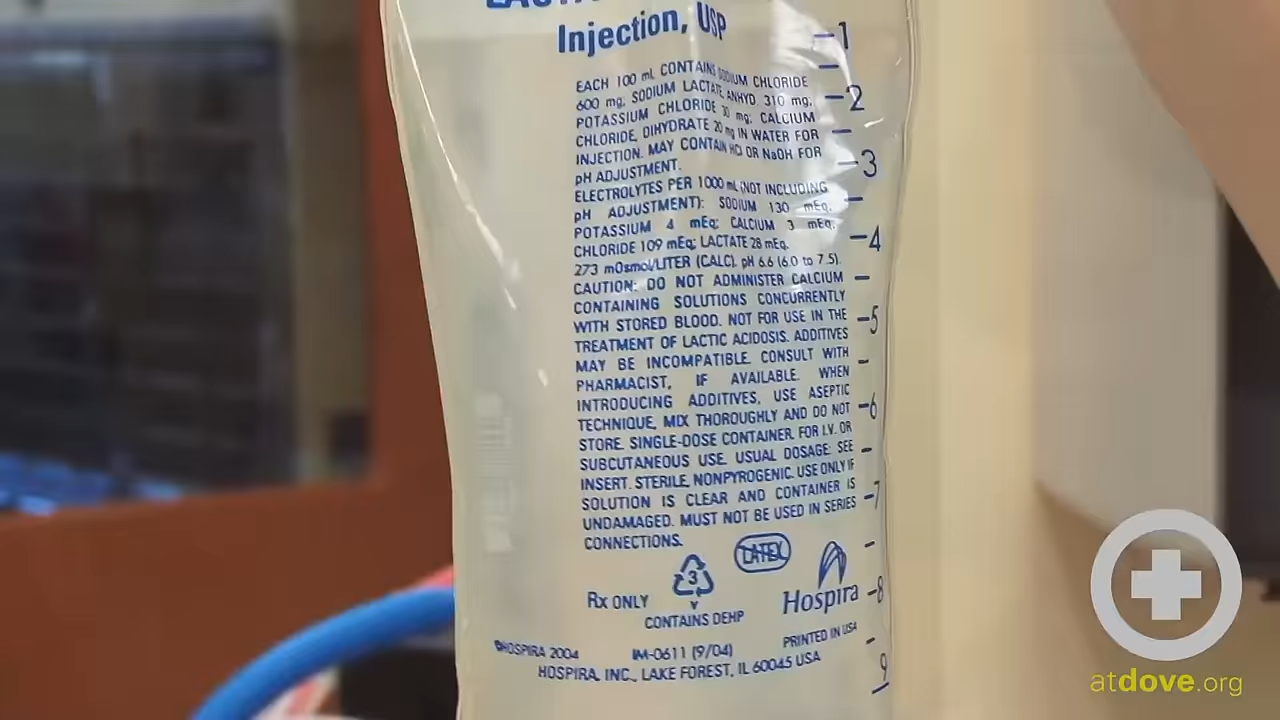 Injection, USP
EACH 100 mL CONTAINS SODIUM CHLORIDE
600 mg; SODIUM LACTATE ANHYD. 310 mg;
POTASSIUM CHLORIDE 30 mg; CALCIUM
CHLORIDE, DIHYDRATE 20 mg IN WATER FOR
INJECTION. MAY CONTAIN HCl OR NaOH FOR
pH ADJUSTMENT.
ELECTROLYTES PER 1000 mL (NOT INCLUDING
pH ADJUSTMENT): SODIUM 130 mEq;
POTASSIUM 4 mEq; CALCIUM 3 mEq;
CHLORIDE 109 mEq; LACTATE 28 mEq.
273 mOsmol/LITER (CALC). pH 6.6 (6.0 to 7.5).
CAUTION: DO NOT ADMINISTER CALCIUM
CONTAINING SOLUTIONS CONCURRENTLY
WITH STORED BLOOD. NOT FOR USE IN THE
TREATMENT OF LACTIC ACIDOSIS. ADDITIVES
MAY BE INCOMPATIBLE. CONSULT WITH
PHARMACIST, IF AVAILABLE. WHEN
INTRODUCING ADDITIVES, USE ASEPTIC
TECHNIQUE, MIX THOROUGHLY AND DO NOT
STORE. SINGLE-DOSE CONTAINER. FOR I.V. OR
SUBCUTANEOUS USE. USUAL DOSAGE: SEE
INSERT. STERILE, NONPYROGENIC. USE ONLY IF
SOLUTION IS CLEAR AND CONTAINER IS
UNDAMAGED. MUST NOT BE USED IN SERIES
CONNECTIONS.
Rx ONLY
3
V
CONTAINS DEHP
LATEX
Hospira
©HOSPIRA 2004 IM-0611 (9/04) PRINTED IN USA
HOSPIRA, INC., LAKE FOREST, IL 60045 USA
1
2
3
4
5
6
7
8
9
atdove.org